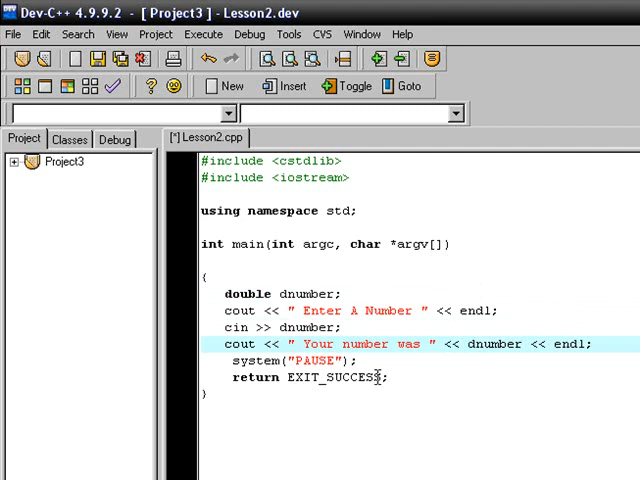 Dev-C++ 4.9.9.2 - [ Project3 ] - Lesson2.dev
File Edit Search View Project Execute Debug Tools CVS Window Help
New Insert Toggle Goto
Project Classes Debug [*] Lesson2.cpp
Project3
#include <cstdlib>
#include <iostream>
using namespace std;
int main(int argc, char *argv[])
{
double dnumber;
cout << " Enter A Number " << endl;
cin >> dnumber;
cout << " Your number was " << dnumber << endl;
system("PAUSE");
return EXIT_SUCCESS;
}